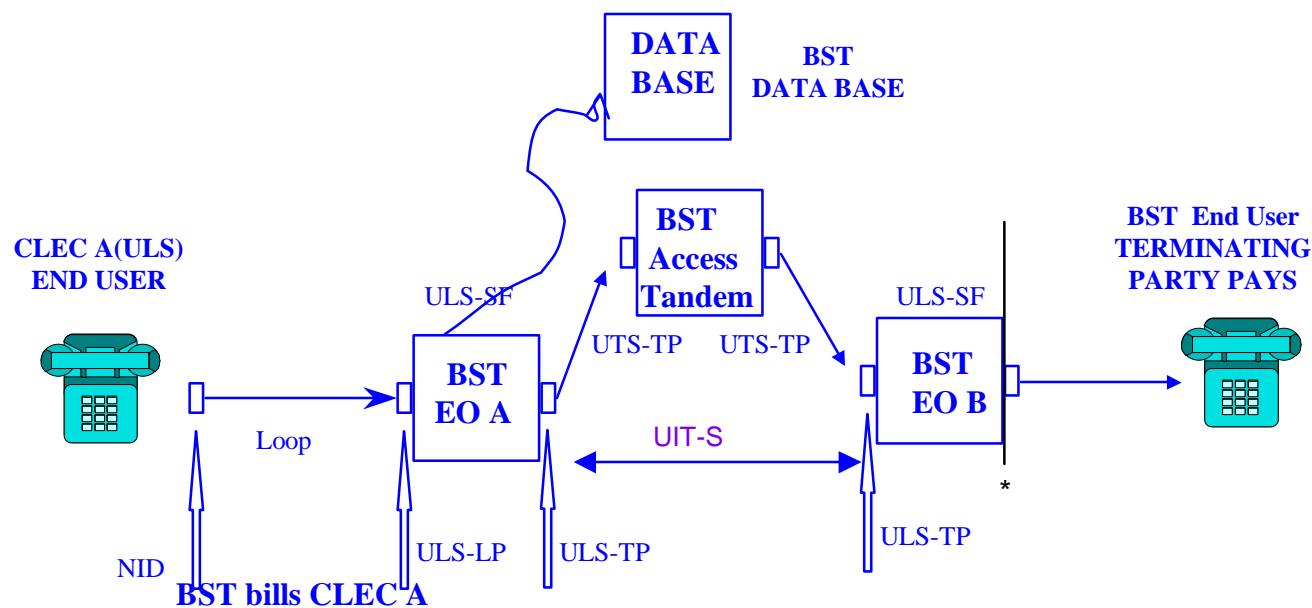 DATA
BASE
BST
DATA BASE
BST
Access
Tandem
BST End User
TERMINATING
PARTY PAYS
CLEC A(ULS)
END USER
ULS-SF
ULS-SF
UTS-TP
UTS-TP
BST
EO A
BST
EO B
Loop
UIT-S
*
NID
ULS-LP
ULS-TP
ULS-TP
BST bills CLEC A